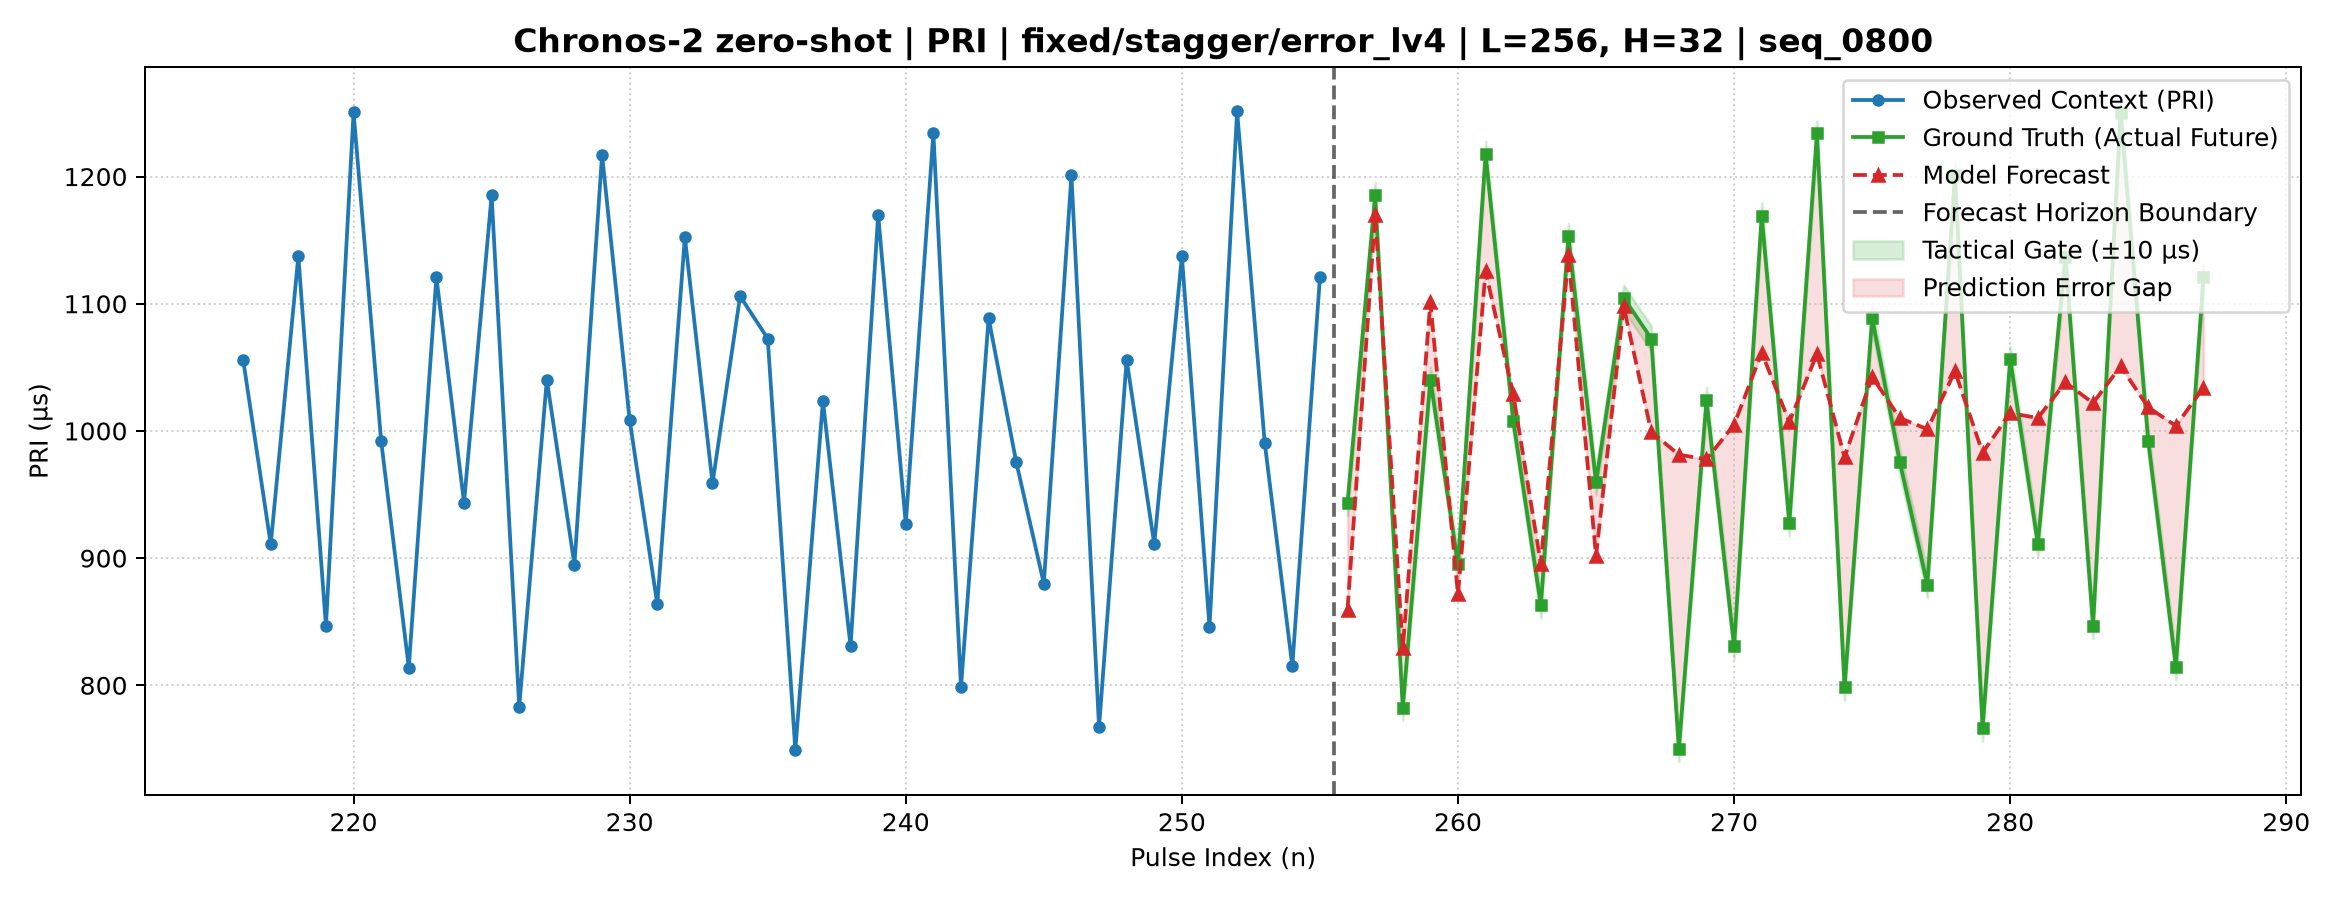 Chronos-2 zero-shot | PRI | fixed/stagger/error_lv4 | L=256, H=32 | seq_0800
PRI (µs)
1200
1100
1000
900
800
Observed Context (PRI)
Ground Truth (Actual Future)
Model Forecast
Forecast Horizon Boundary
Tactical Gate (±10 µs)
Prediction Error Gap
220 230 240 250 260 270 280 290
Pulse Index (n)